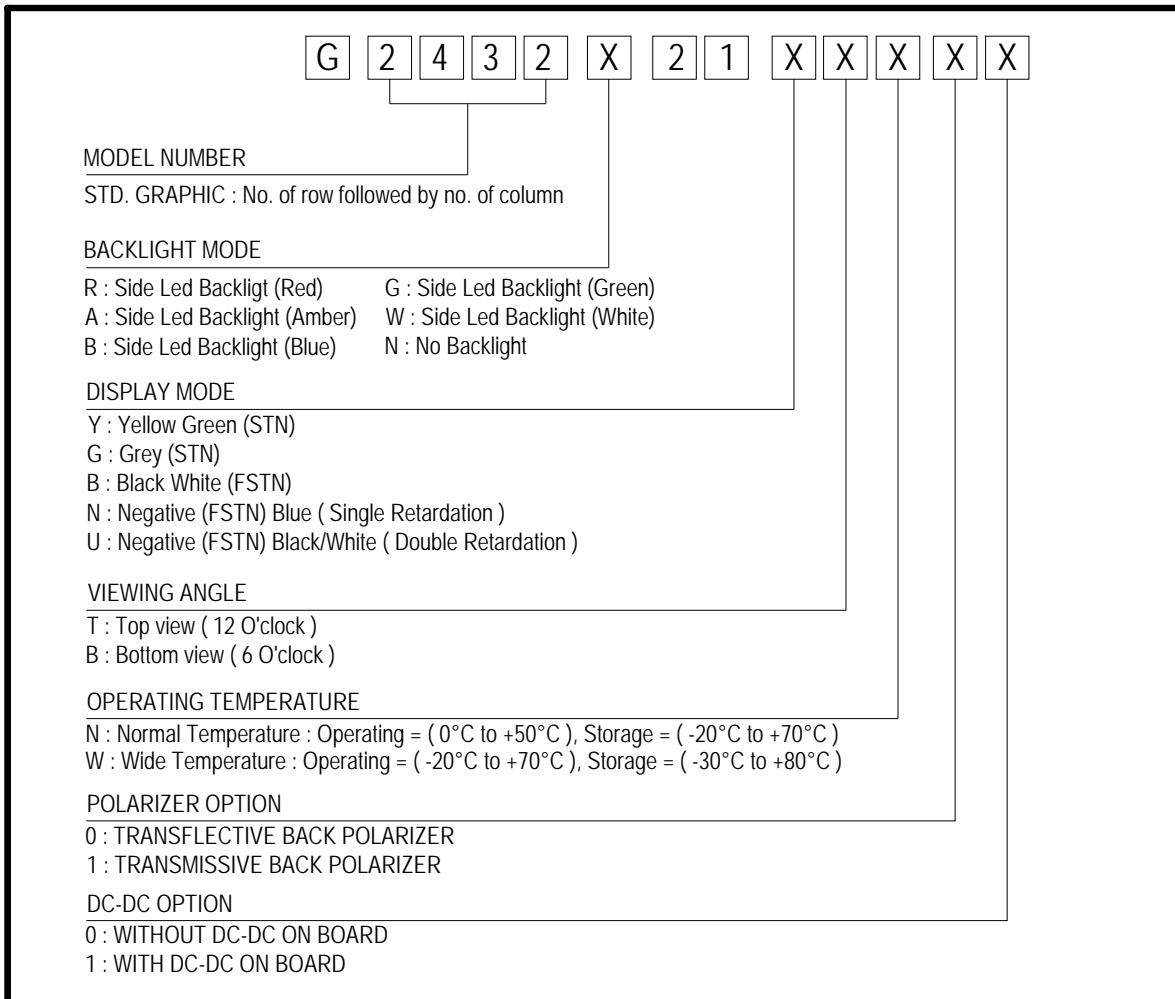 G 2 4 3 2 X 2 1 X X X X X
MODEL NUMBER
STD. GRAPHIC : No. of row followed by no. of column
BACKLIGHT MODE
R : Side Led Backligt (Red) G : Side Led Backlight (Green)
A : Side Led Backlight (Amber) W : Side Led Backlight (White)
B : Side Led Backlight (Blue) N : No Backlight
DISPLAY MODE
Y : Yellow Green (STN)
G : Grey (STN)
B : Black White (FSTN)
N : Negative (FSTN) Blue ( Single Retardation )
U : Negative (FSTN) Black/White ( Double Retardation )
VIEWING ANGLE
T : Top view ( 12 O'clock )
B : Bottom view ( 6 O'clock )
OPERATING TEMPERATURE
N : Normal Temperature : Operating = ( 0°C to +50°C ), Storage = ( -20°C to +70°C )
W : Wide Temperature : Operating = ( -20°C to +70°C ), Storage = ( -30°C to +80°C )
POLARIZER OPTION
0 : TRANSFLECTIVE BACK POLARIZER
1 : TRANSMISSIVE BACK POLARIZER
DC-DC OPTION
0 : WITHOUT DC-DC ON BOARD
1 : WITH DC-DC ON BOARD